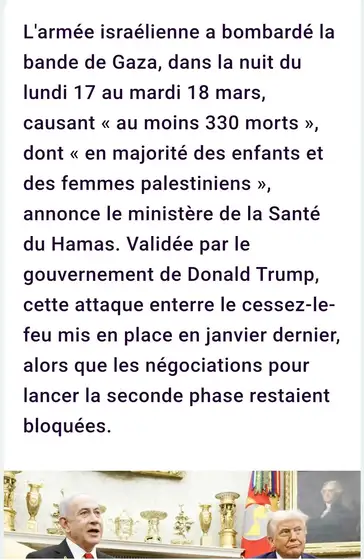 L'armée israélienne a bombardé la
bande de Gaza, dans la nuit du
lundi 17 au mardi 18 mars,
causant « au moins 330 morts »,
dont « en majorité des enfants et
des femmes palestiniens »,
annonce le ministère de la Santé
du Hamas. Validée par le
gouvernement de Donald Trump,
cette attaque enterre le cessez-le-
feu mis en place en janvier dernier,
alors que les négociations pour
lancer la seconde phase restaient
bloquées.